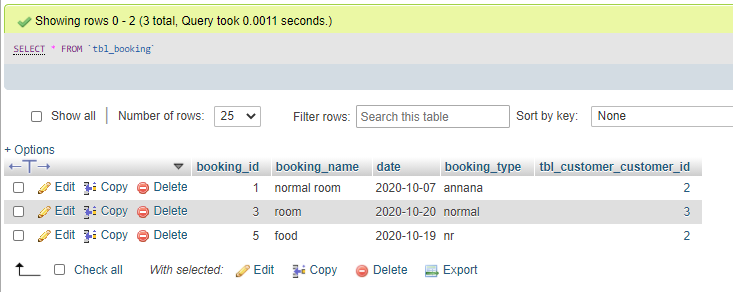 Showing rows 0 - 2 (3 total, Query took 0.0011 seconds.)
SELECT * FROM `tbl_booking`
Show all | Number of rows: 25 Filter rows: Search this table Sort by key: None
+ Options
←T→ booking_id booking_name date booking_type tbl_customer_customer_id
Edit Copy Delete 1 normal room 2020-10-07 annana 2
Edit Copy Delete 3 room 2020-10-20 normal 3
Edit Copy Delete 5 food 2020-10-19 nr 2
Check all With selected: Edit Copy Delete Export